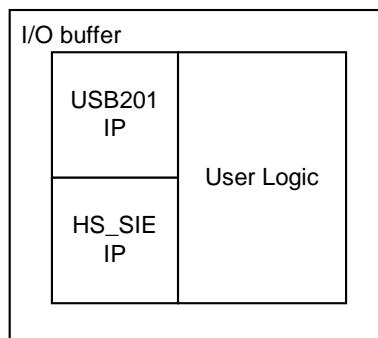 I/O buffer
USB201
IP
User Logic
HS_SIE
IP